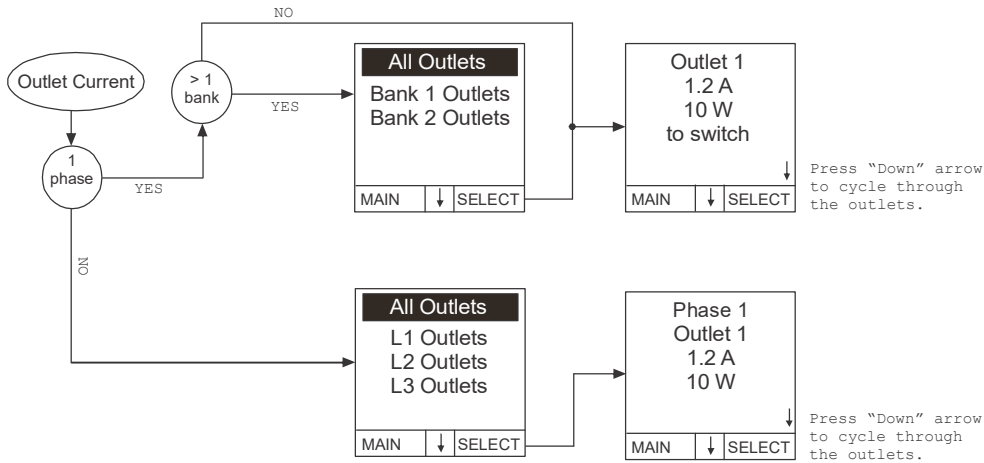 NO
Outlet Current
> 1
bank
YES
1
phase
YES
NO
All Outlets
Bank 1 Outlets
Bank 2 Outlets
MAIN ↓ SELECT
Outlet 1
1.2 A
10 W
to switch
↓
MAIN ↓ SELECT
Press “Down” arrow
to cycle through
the outlets.
All Outlets
L1 Outlets
L2 Outlets
L3 Outlets
MAIN ↓ SELECT
Phase 1
Outlet 1
1.2 A
10 W
↓
MAIN ↓ SELECT
Press “Down” arrow
to cycle through
the outlets.